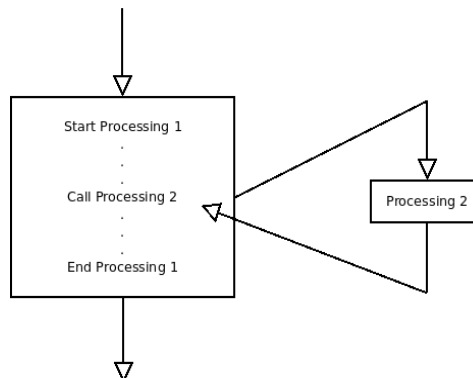 Start Processing 1
.
.
.
Call Processing 2
.
.
.
.
End Processing 1
Processing 2